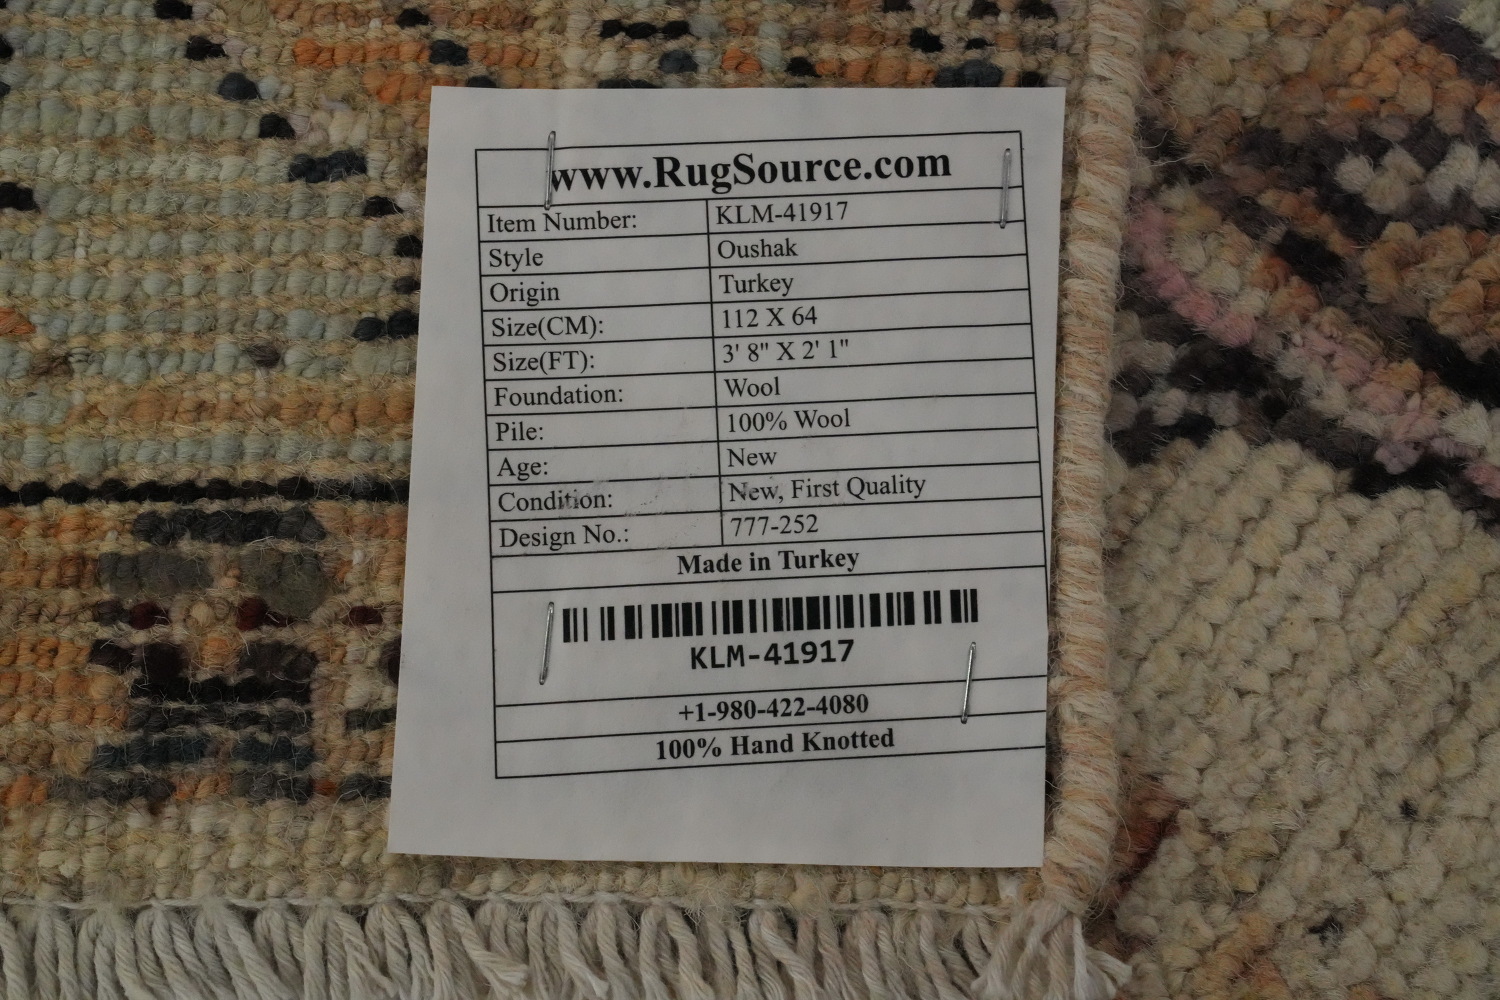 www.RugSource.com
Item Number: KLM-41917
Style Oushak
Origin Turkey
Size(CM): 112 X 64
Size(FT): 3' 8" X 2' 1"
Foundation: Wool
Pile: 100% Wool
Age: New
Condition: New, First Quality
Design No.: 777-252
Made in Turkey
KLM-41917
+1-980-422-4080
100% Hand Knotted